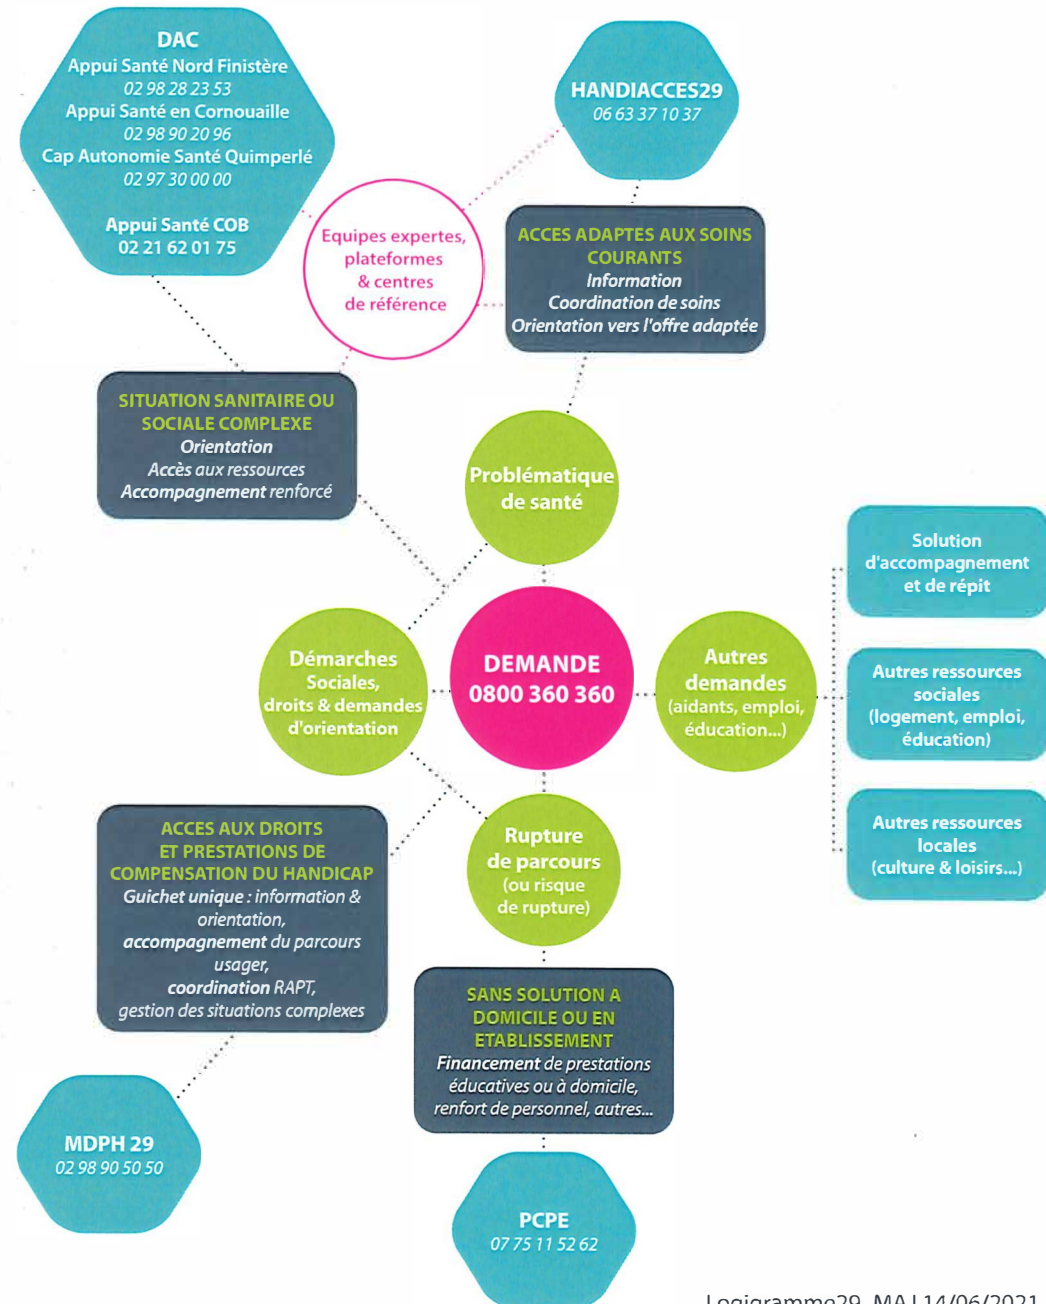 DAC
Appui Santé Nord Finistère
02 98 28 23 53
Appui Santé en Cornouaille
02 98 90 20 96
Cap Autonomie Santé Quimperlé
02 97 30 00 00
Appui Santé COB
02 21 62 01 75
HANDIACCES29
06 63 37 10 37
Equipes expertes,
plateformes
& centres
de référence
ACCES ADAPTES AUX SOINS
COURANTS
Information
Coordination de soins
Orientation vers l'offre adaptée
SITUATION SANITAIRE OU
SOCIALE COMPLEXE
Orientation
Accès aux ressources
Accompagnement renforcé
Problématique
de santé
Solution
d'accompagnement
et de répit
Démarches
Sociales,
droits & demandes
d'orientation
DEMANDE
0800 360 360
Autres
demandes
(aidants, emploi,
éducation...)
Autres ressources
sociales
(logement, emploi,
éducation)
Autres ressources
locales
(culture & loisirs...)
ACCES AUX DROITS
ET PRESTATIONS DE
COMPENSATION DU HANDICAP
Guichet unique : information &
orientation,
accompagnement du parcours
usager,
coordination RAPT,
gestion des situations complexes
Rupture
de parcours
(ou risque
de rupture)
SANS SOLUTION A
DOMICILE OU EN
ETABLISSEMENT
Financement de prestations
éducatives ou à domicile,
renfort de personnel, autres...
MDPH 29
02 98 90 50 50
PCPE
07 75 11 52 62
Logigramme29 MAJ 14/06/2021